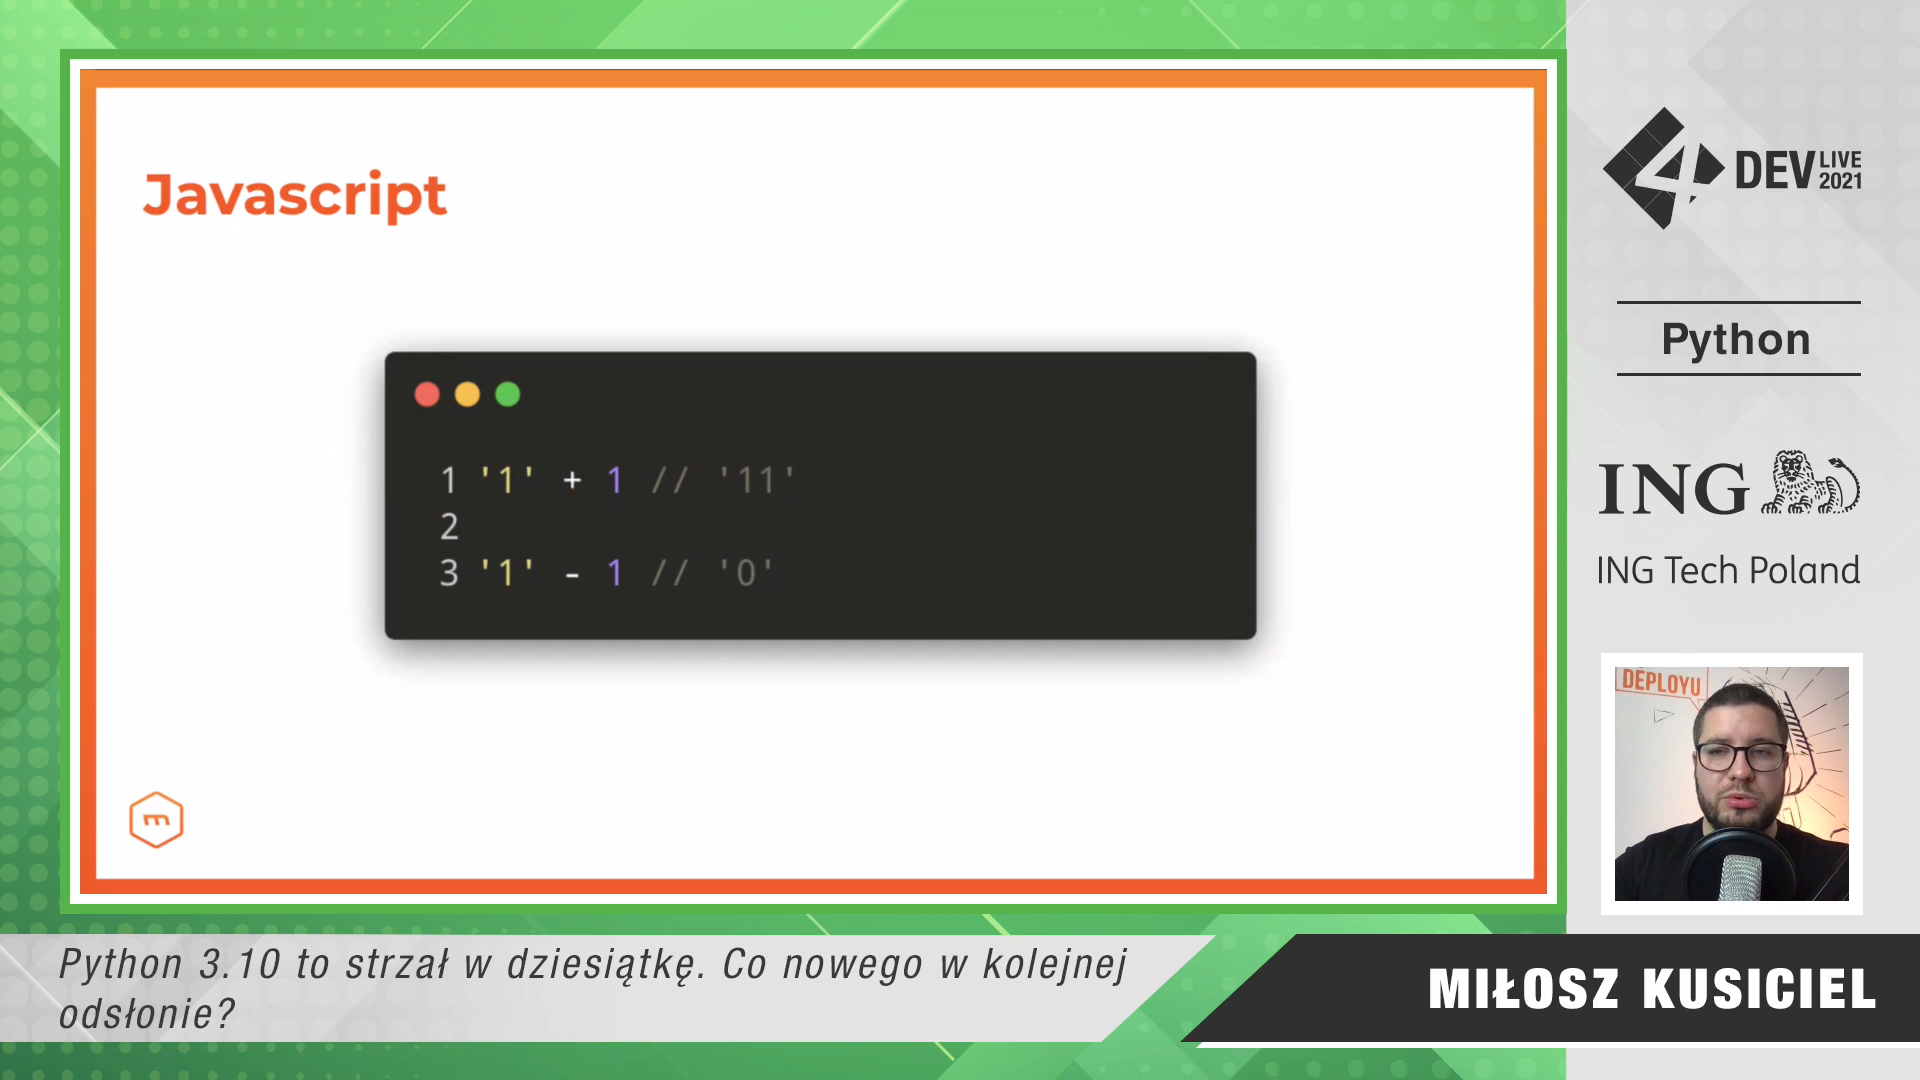 Javascript
1 '1' + 1 // '11'
2
3 '1' - 1 // '0'
m
4 DEV LIVE 2021
Python
ING
ING Tech Poland
DEPLOYU
Python 3.10 to strzał w dziesiątkę. Co nowego w kolejnej
odsłonie?
MIŁOSZ KUSICIEL